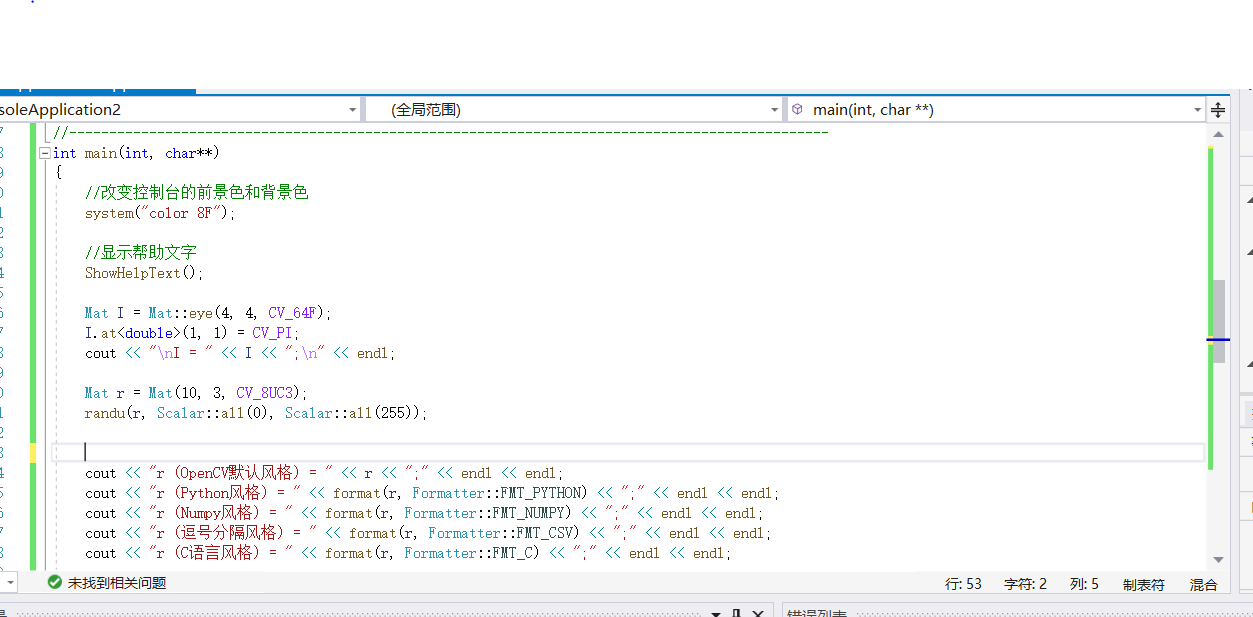 soleApplication2 (全局范围) main(int, char **)
//-----------------------------------------------------------------------------------------------
int main(int, char**)
{
//改变控制台的前景色和背景色
system("color 8F");
//显示帮助文字
ShowHelpText();
Mat I = Mat::eye(4, 4, CV_64F);
I.at<double>(1, 1) = CV_PI;
cout << "\nI = " << I << ";\n" << endl;
Mat r = Mat(10, 3, CV_8UC3);
randu(r, Scalar::all(0), Scalar::all(255));
cout << "r (OpenCV默认风格) = " << r << ";" << endl << endl;
cout << "r (Python风格) = " << format(r, Formatter::FMT_PYTHON) << ";" << endl << endl;
cout << "r (Numpy风格) = " << format(r, Formatter::FMT_NUMPY) << ";" << endl << endl;
cout << "r (逗号分隔风格) = " << format(r, Formatter::FMT_CSV) << ";" << endl << endl;
cout << "r (C语言风格) = " << format(r, Formatter::FMT_C) << ";" << endl << endl;
未找到相关问题 行: 53 字符: 2 列: 5 制表符 混合
错误列表